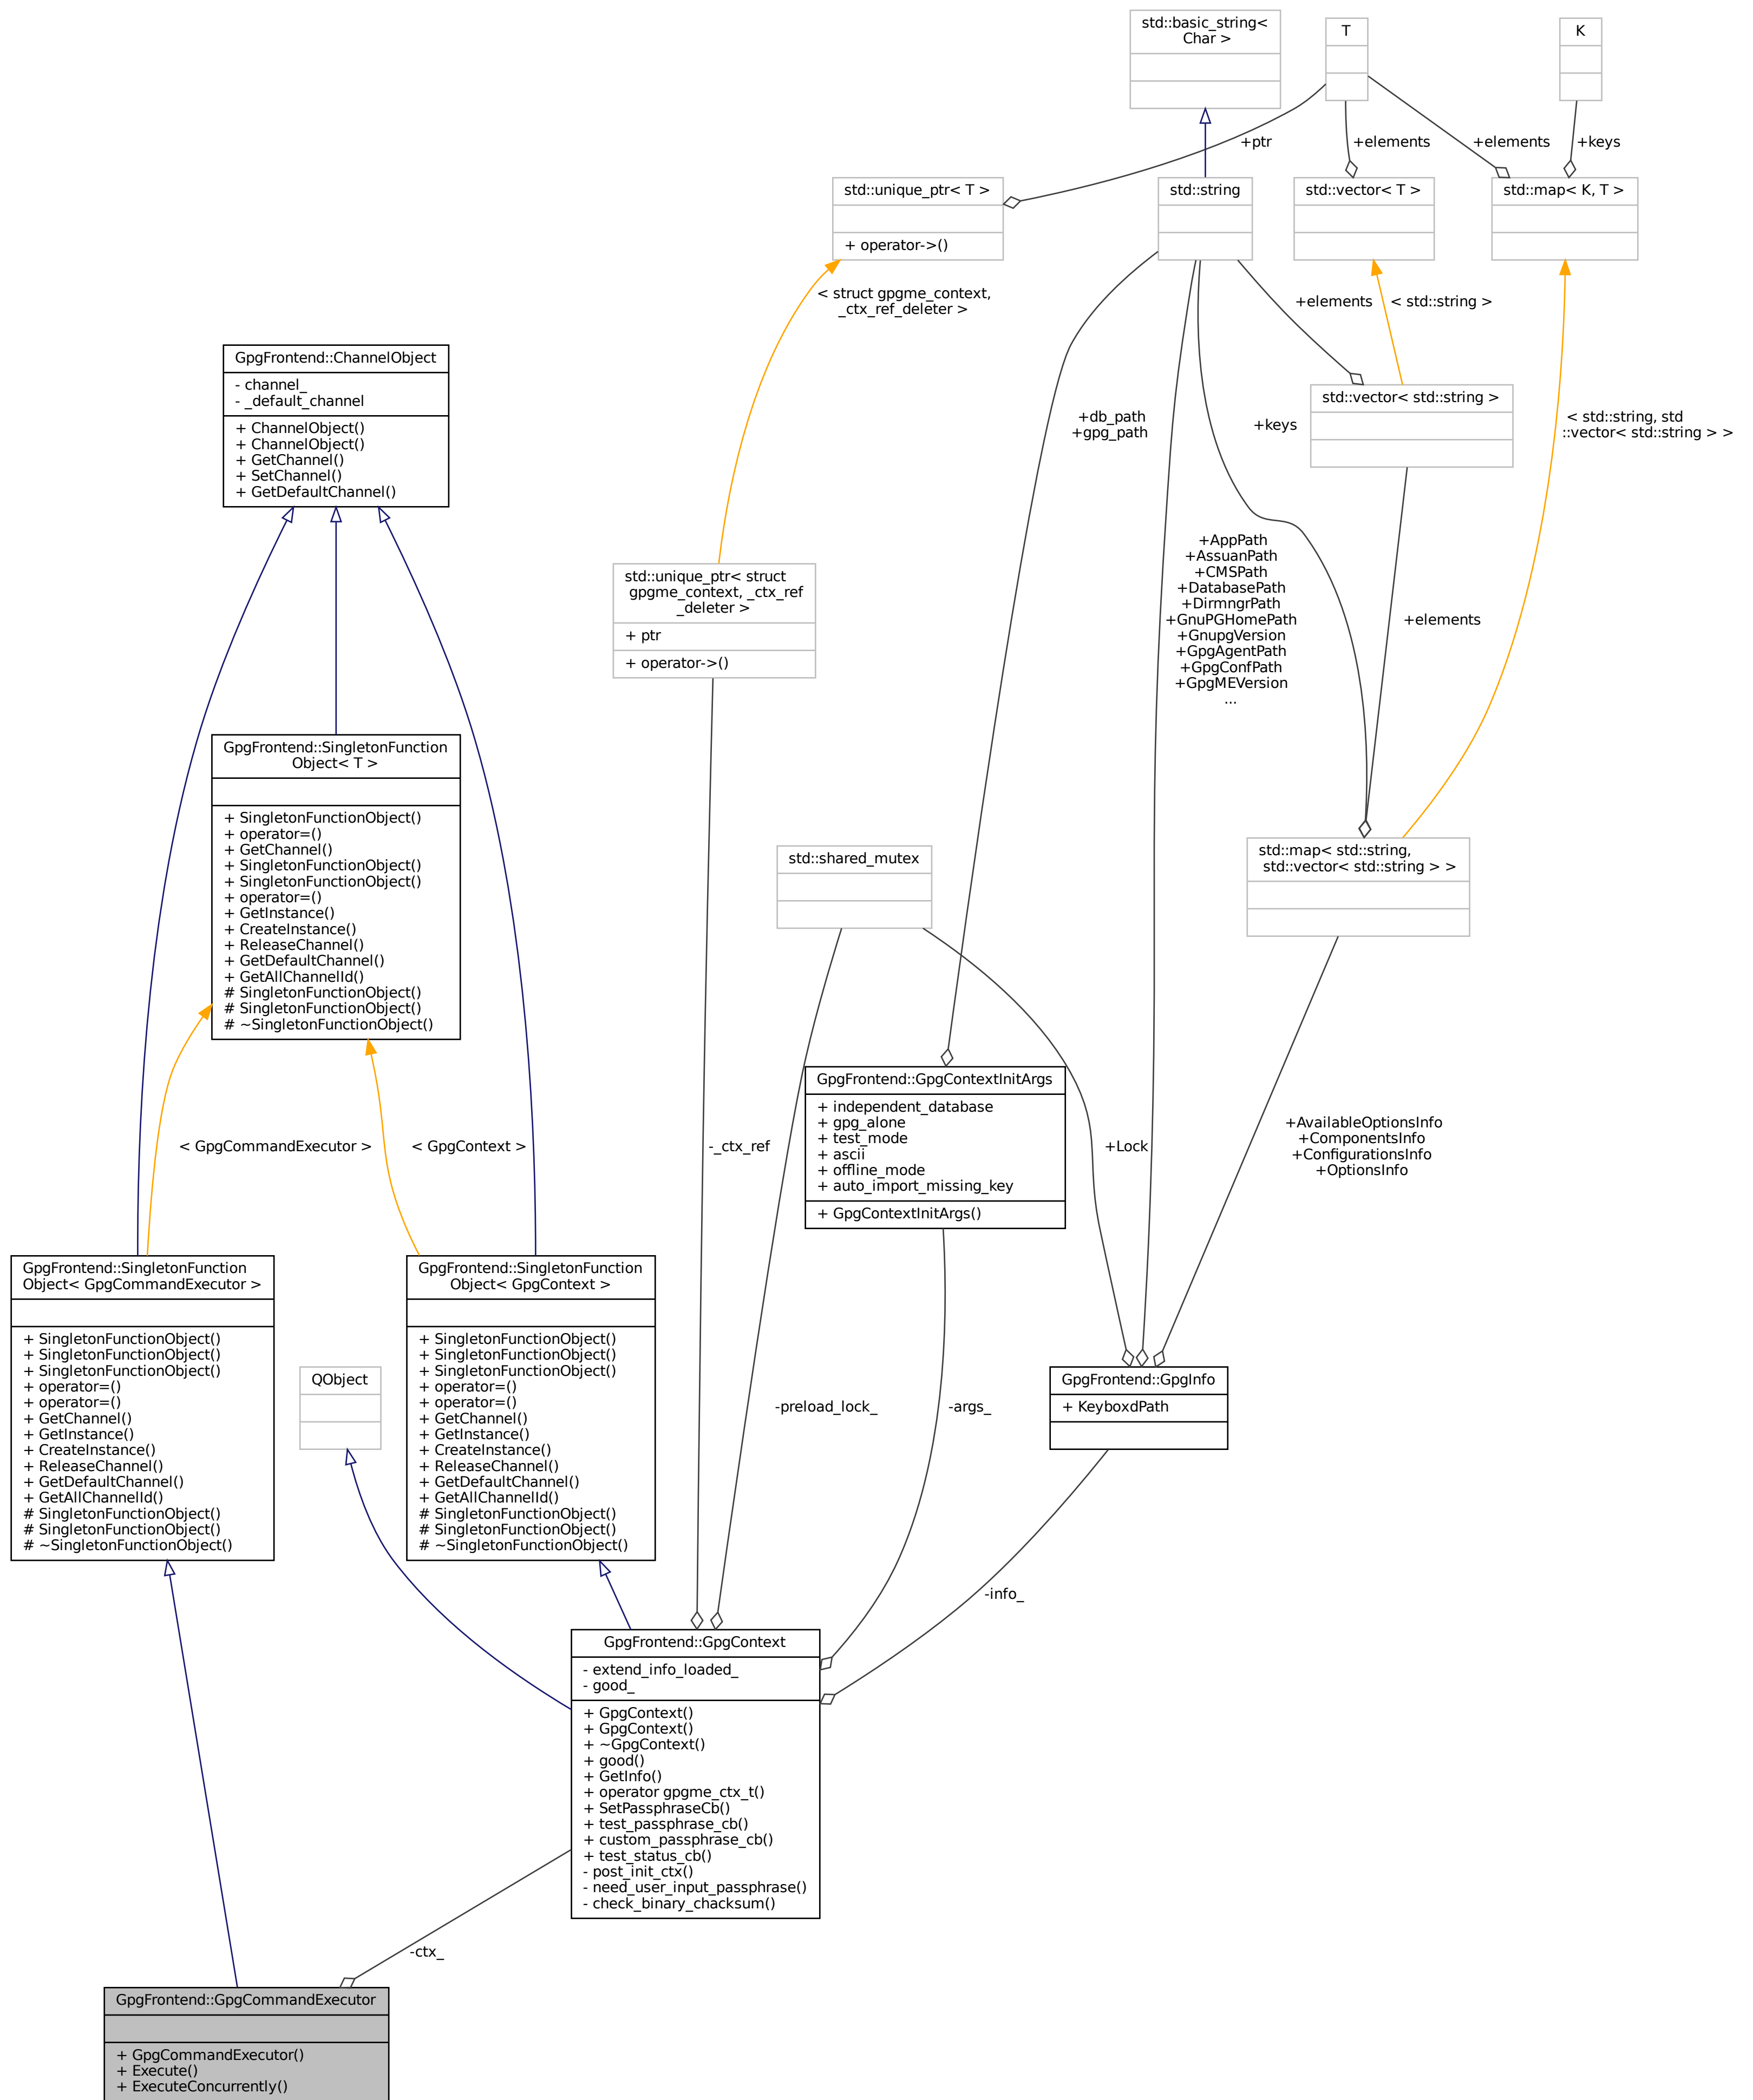 std::basic_string<
Char >
T
K
+ptr
+elements
+elements
+keys
std::unique_ptr< T >
+ operator->()
std::string
std::vector< T >
std::map< K, T >
< struct gpgme_context,
_ctx_ref_deleter >
+elements
< std::string >
GpgFrontend::ChannelObject
- channel_
- _default_channel
+ ChannelObject()
+ ChannelObject()
+ GetChannel()
+ SetChannel()
+ GetDefaultChannel()
+db_path
+gpg_path
+keys
std::vector< std::string >
< std::string, std
::vector< std::string > >
std::unique_ptr< struct
gpgme_context, _ctx_ref
_deleter >
+ ptr
+ operator->()
+AppPath
+AssuanPath
+CMSPath
+DatabasePath
+DirmngrPath
+GnuPGHomePath
+GnupgVersion
+GpgAgentPath
+GpgConfPath
+GpgMEVersion
...
+elements
GpgFrontend::SingletonFunction
Object< T >
+ SingletonFunctionObject()
+ operator=()
+ GetChannel()
+ SingletonFunctionObject()
+ SingletonFunctionObject()
+ operator=()
+ GetInstance()
+ CreateInstance()
+ ReleaseChannel()
+ GetDefaultChannel()
+ GetAllChannelId()
# SingletonFunctionObject()
# SingletonFunctionObject()
# ~SingletonFunctionObject()
std::shared_mutex
std::map< std::string,
std::vector< std::string > >
< GpgCommandExecutor >
< GpgContext >
-_ctx_ref
GpgFrontend::GpgContextInitArgs
+ independent_database
+ gpg_alone
+ test_mode
+ ascii
+ offline_mode
+ auto_import_missing_key
+ GpgContextInitArgs()
+Lock
+AvailableOptionsInfo
+ComponentsInfo
+ConfigurationsInfo
+OptionsInfo
GpgFrontend::SingletonFunction
Object< GpgCommandExecutor >
+ SingletonFunctionObject()
+ SingletonFunctionObject()
+ SingletonFunctionObject()
+ operator=()
+ operator=()
+ GetChannel()
+ GetInstance()
+ CreateInstance()
+ ReleaseChannel()
+ GetDefaultChannel()
+ GetAllChannelId()
# SingletonFunctionObject()
# SingletonFunctionObject()
# ~SingletonFunctionObject()
QObject
GpgFrontend::SingletonFunction
Object< GpgContext >
+ SingletonFunctionObject()
+ SingletonFunctionObject()
+ SingletonFunctionObject()
+ operator=()
+ operator=()
+ GetChannel()
+ GetInstance()
+ CreateInstance()
+ ReleaseChannel()
+ GetDefaultChannel()
+ GetAllChannelId()
# SingletonFunctionObject()
# SingletonFunctionObject()
# ~SingletonFunctionObject()
-preload_lock_
-args_
GpgFrontend::GpgInfo
+ KeyboxdPath
-info_
GpgFrontend::GpgContext
- extend_info_loaded_
- good_
+ GpgContext()
+ GpgContext()
+ ~GpgContext()
+ good()
+ GetInfo()
+ operator gpgme_ctx_t()
+ SetPassphraseCb()
+ test_passphrase_cb()
+ custom_passphrase_cb()
+ test_status_cb()
- post_init_ctx()
- need_user_input_passphrase()
- check_binary_chacksum()
-ctx_
GpgFrontend::GpgCommandExecutor
+ GpgCommandExecutor()
+ Execute()
+ ExecuteConcurrently()